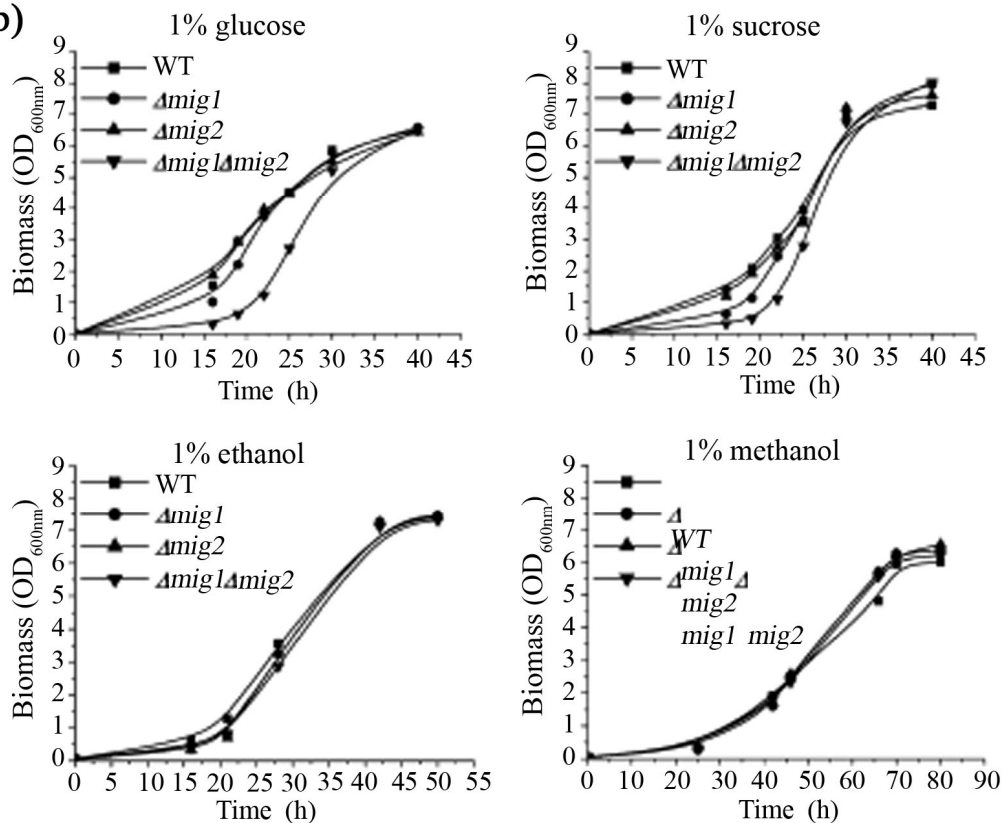 b)
1% glucose
9
8
7
6
5
4
3
2
1
0
Biomass (OD600nm)
WT
Δmig1
Δmig2
Δmig1Δmig2
0 5 10 15 20 25 30 35 40 45
Time (h)
1% sucrose
9
8
7
6
5
4
3
2
1
0
Biomass (OD600nm)
WT
Δmig1
Δmig2
Δmig1Δmig2
0 5 10 15 20 25 30 35 40 45
Time (h)
1% ethanol
9
8
7
6
5
4
3
2
1
0
Biomass (OD600nm)
WT
Δmig1
Δmig2
Δmig1Δmig2
0 5 10 15 20 25 30 35 40 45 50 55
Time (h)
1% methanol
9
8
7
6
5
4
3
2
1
0
Biomass (OD600nm)
Δ
WT
Δ
mig1
Δ Δ
mig2
mig1 mig2
0 10 20 30 40 50 60 70 80 90
Time (h)